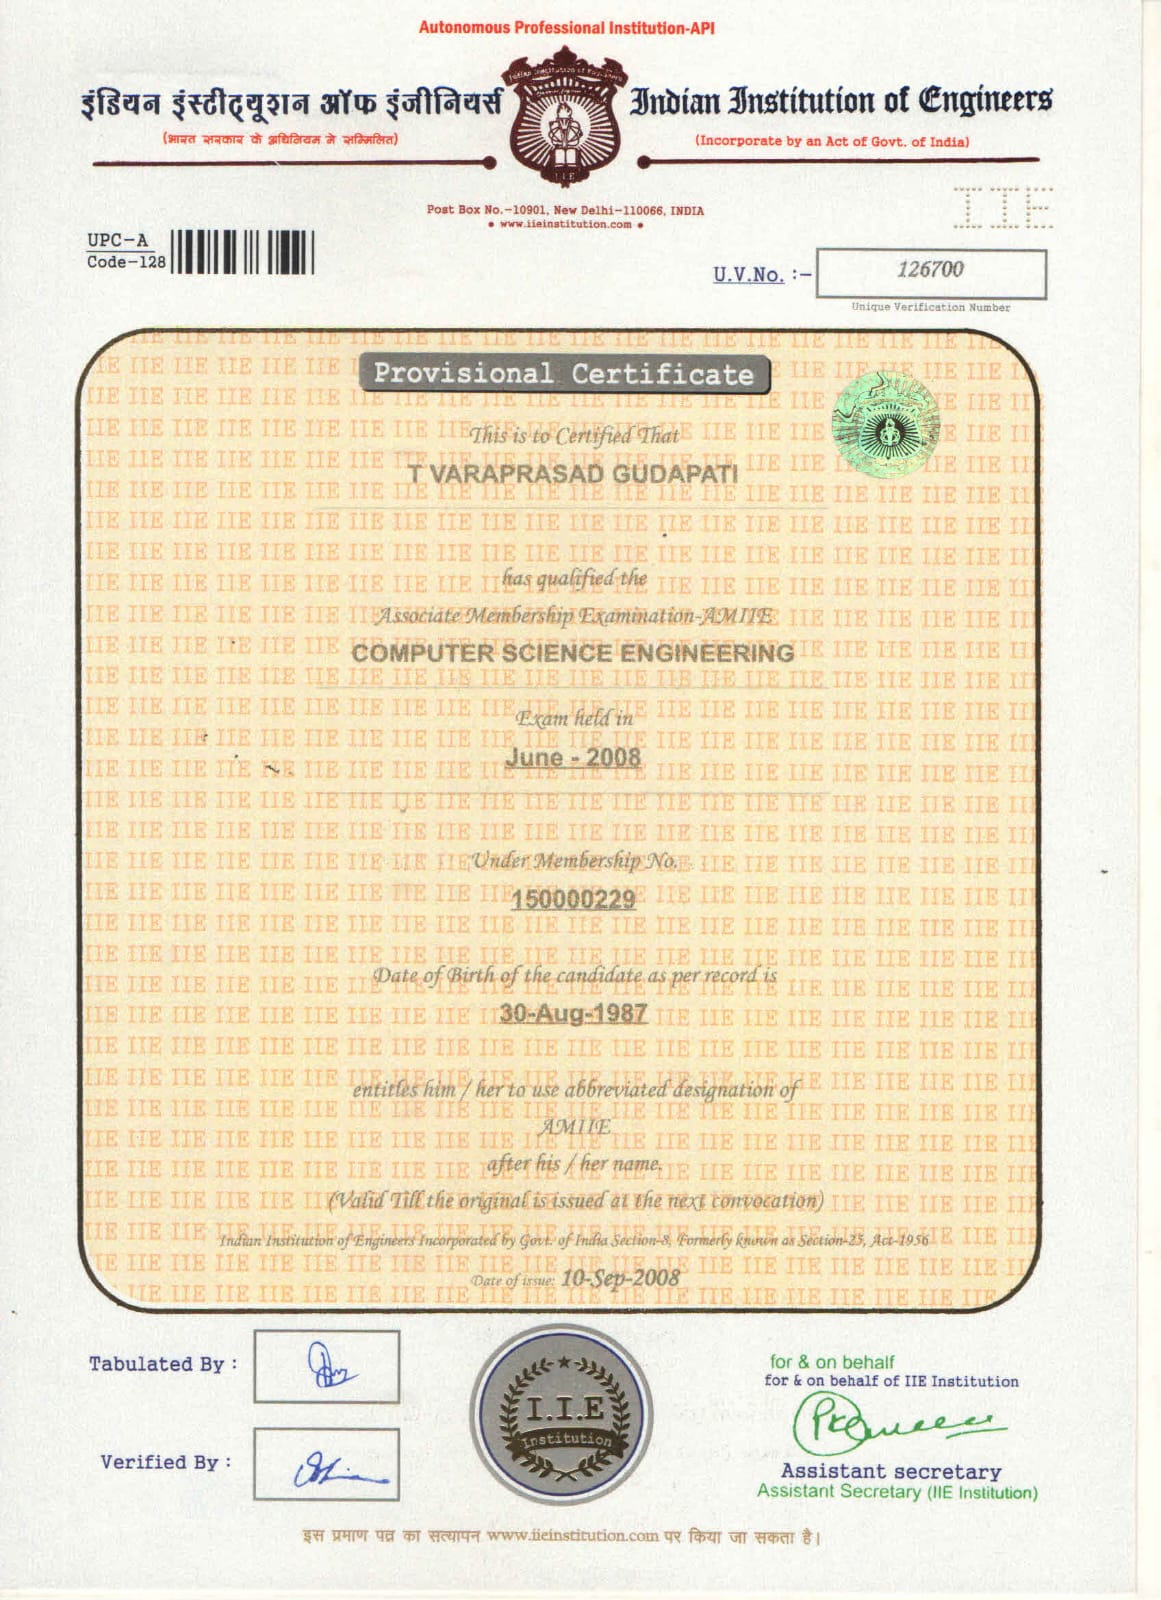 Autonomous Professional Institution-API
इंडियन इंस्टीट्यूशन ऑफ इंजीनियर्स
Indian Institution of Engineers
(भारत सरकार के अधिनियम मे सम्मिलित)
(Incorporate by an Act of Govt. of India)
Indian Institution of Engineers
IIE
Post Box No.-10901, New Delhi-110066, INDIA
• www.iieinstitution.com •
IIE
UPC-A
Code-128
U.V.No. :-
126700
Unique Verification Number
Provisional Certificate
This is to Certified That
T VARAPRASAD GUDAPATI
has qualified the
Associate Membership Examination-AMIIE
COMPUTER SCIENCE ENGINEERING
Exam held in
June - 2008
Under Membership No.
150000229
Date of Birth of the candidate as per record is
30-Aug-1987
entitles him / her to use abbreviated designation of
AMIIE
after his / her name.
(Valid Till the original is issued at the next convocation)
Indian Institution of Engineers Incorporated by Govt. of India Section-8, Formerly known as Section-25, Act-1956
Date of issue: 10-Sep-2008
Tabulated By :
Verified By :
I.I.E
Institution
for & on behalf
for & on behalf of IIE Institution
Assistant secretary
Assistant Secretary (IIE Institution)
इस प्रमाण पत्र का सत्यापन www.iieinstitution.com पर किया जा सकता है।